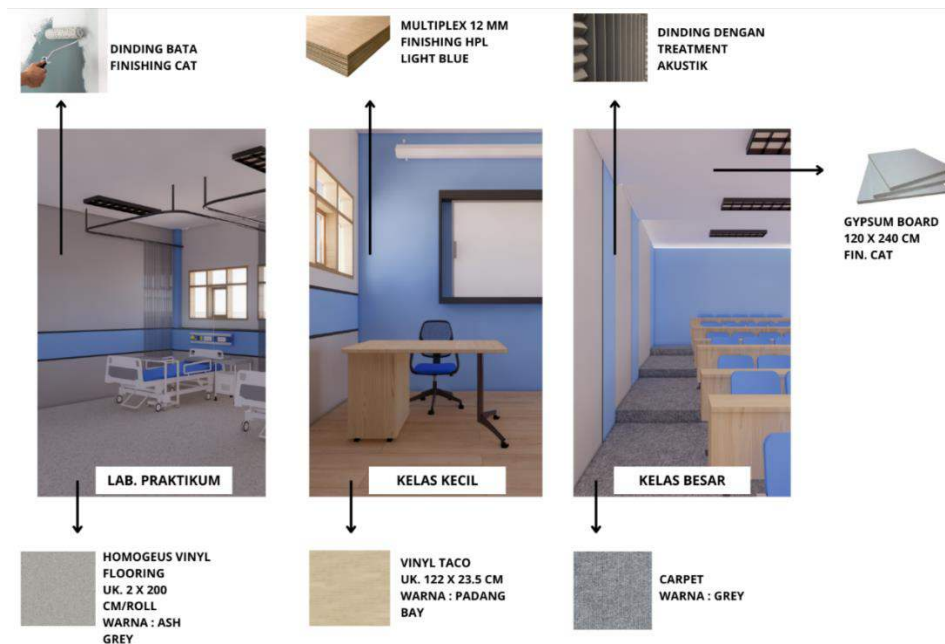 DINDING BATA
FINISHING CAT
MULTIPLEX 12 MM
FINISHING HPL
LIGHT BLUE
DINDING DENGAN
TREATMENT
AKUSTIK
GYPSUM BOARD
120 X 240 CM
FIN. CAT
LAB. PRAKTIKUM
KELAS KECIL
KELAS BESAR
HOMOGEUS VINYL
FLOORING
UK. 2 X 200
CM/ROLL
WARNA : ASH
GREY
VINYL TACO
UK. 122 X 23.5 CM
WARNA : PADANG
BAY
CARPET
WARNA : GREY